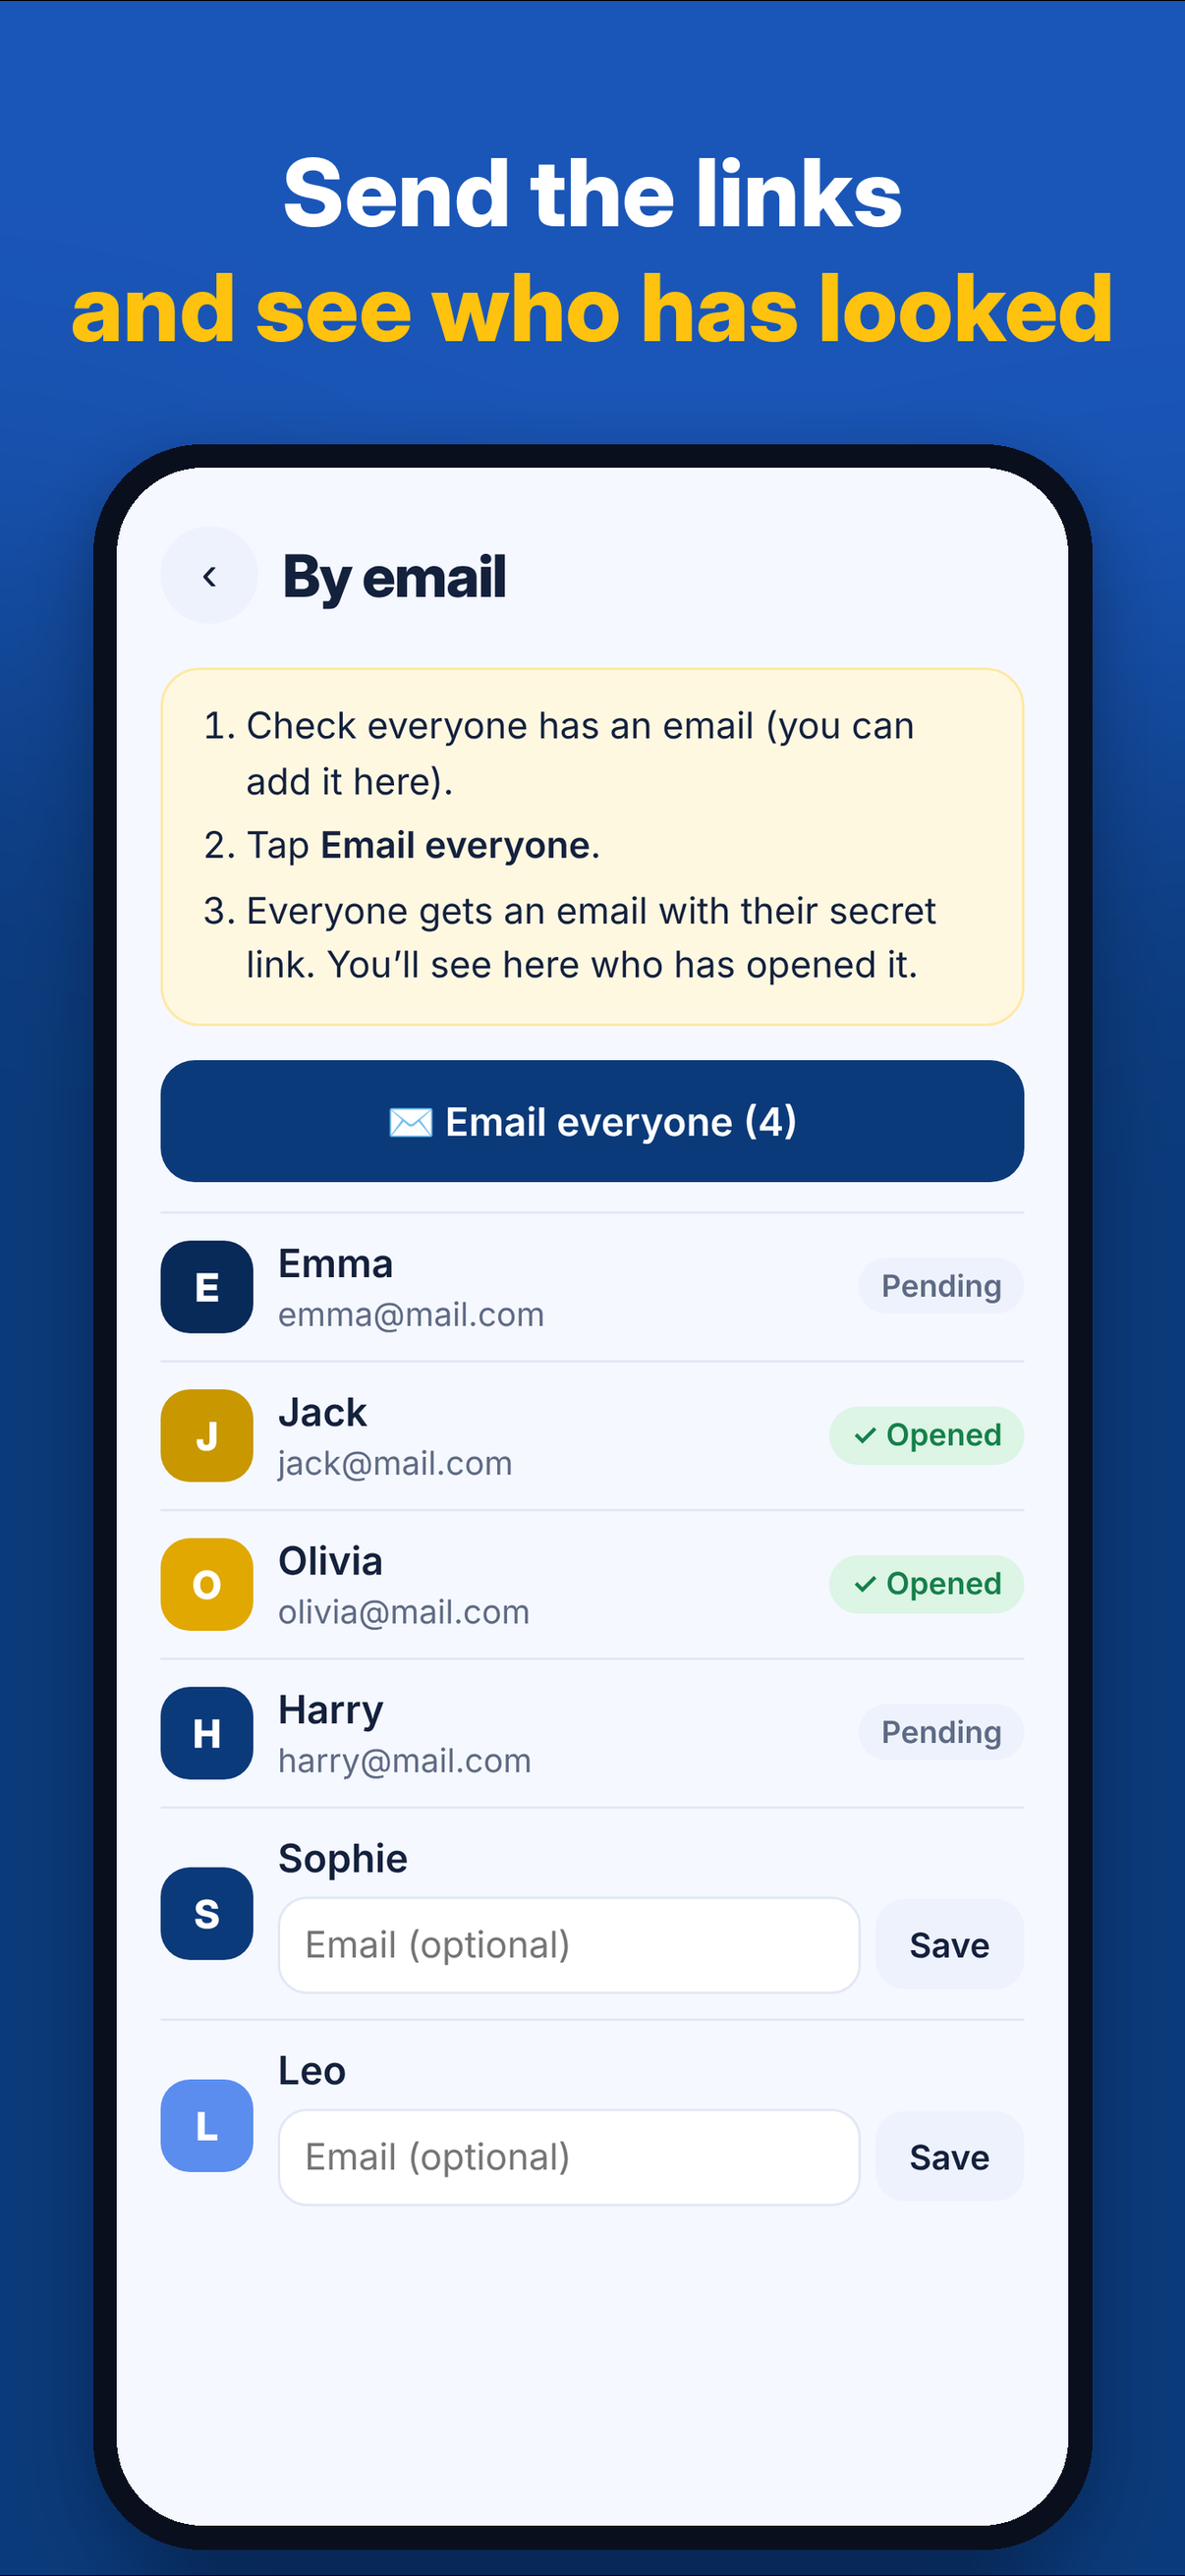 Send the links
and see who has looked
‹
By email
1. Check everyone has an email (you can
add it here).
2. Tap Email everyone.
3. Everyone gets an email with their secret
link. You’ll see here who has opened it.
✉️ Email everyone (4)
E
Emma
emma@mail.com
Pending
J
Jack
jack@mail.com
✓ Opened
O
Olivia
olivia@mail.com
✓ Opened
H
Harry
harry@mail.com
Pending
S
Sophie
Email (optional)
Save
L
Leo
Email (optional)
Save